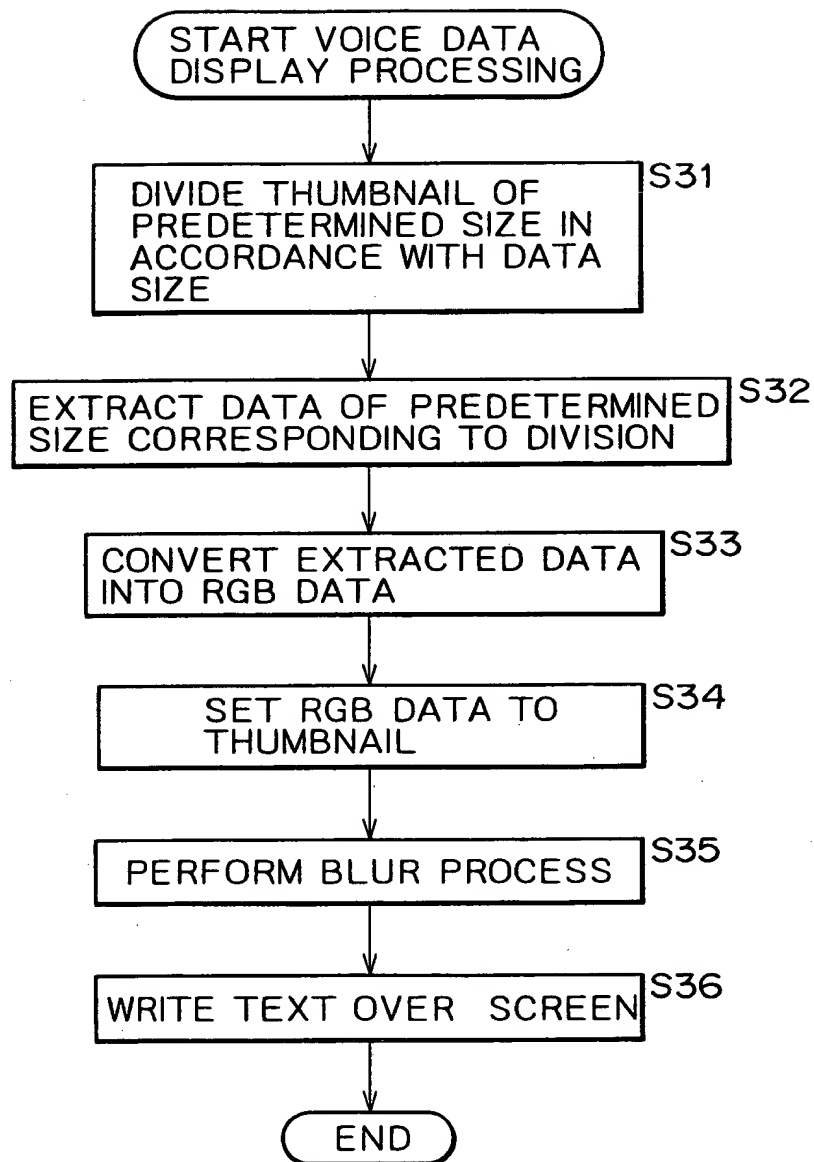 START VOICE DATA
DISPLAY PROCESSING
S31
DIVIDE THUMBNAIL OF
PREDETERMINED SIZE IN
ACCORDANCE WITH DATA
SIZE
S32
EXTRACT DATA OF PREDETERMINED
SIZE CORRESPONDING TO DIVISION
S33
CONVERT EXTRACTED DATA
INTO RGB DATA
S34
SET RGB DATA TO
THUMBNAIL
S35
PERFORM BLUR PROCESS
S36
WRITE TEXT OVER SCREEN
END